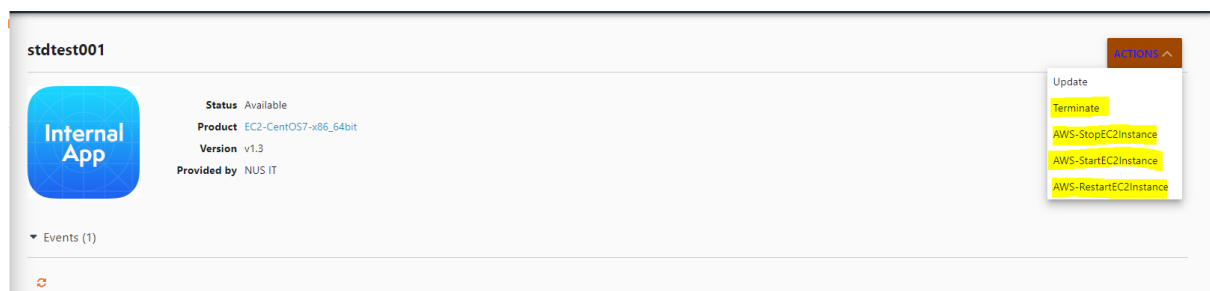 stdtest001
ACTIONS
Update
Terminate
AWS-StopEC2Instance
AWS-StartEC2Instance
AWS-RestartEC2Instance
Internal
App
Status Available
Product EC2-CentOS7-x86_64bit
Version v1.3
Provided by NUS IT
Events (1)